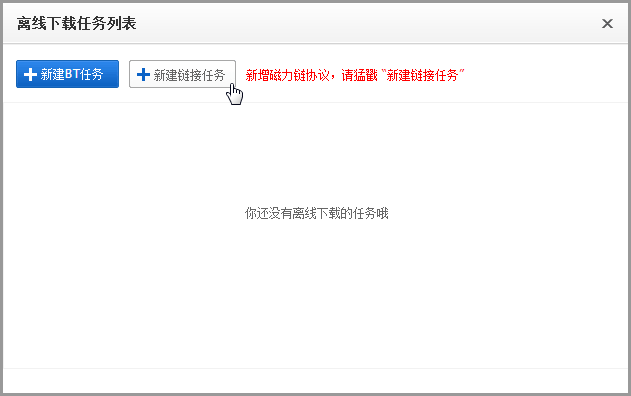 离线下载任务列表
新建BT任务
新建链接任务
新增磁力链协议，请猛戳 “新建链接任务”
你还没有离线下载的任务哦